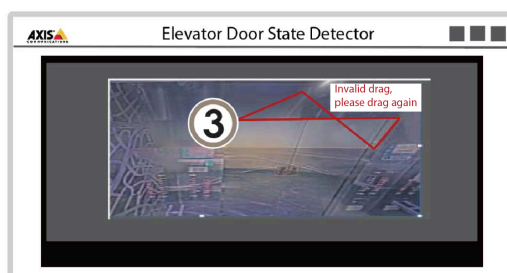 AXIS
COMMUNICATIONS
Elevator Door State Detector
Invalid drag,
please drag again
3